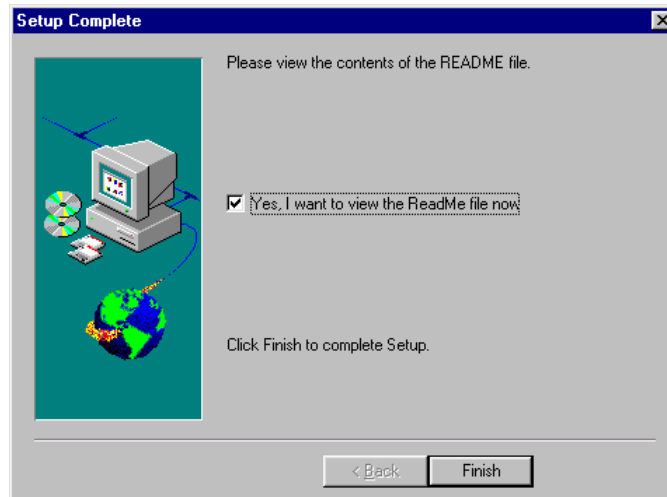 Setup Complete
Please view the contents of the README file.
Yes, I want to view the ReadMe file now
Click Finish to complete Setup.
< Back
Finish